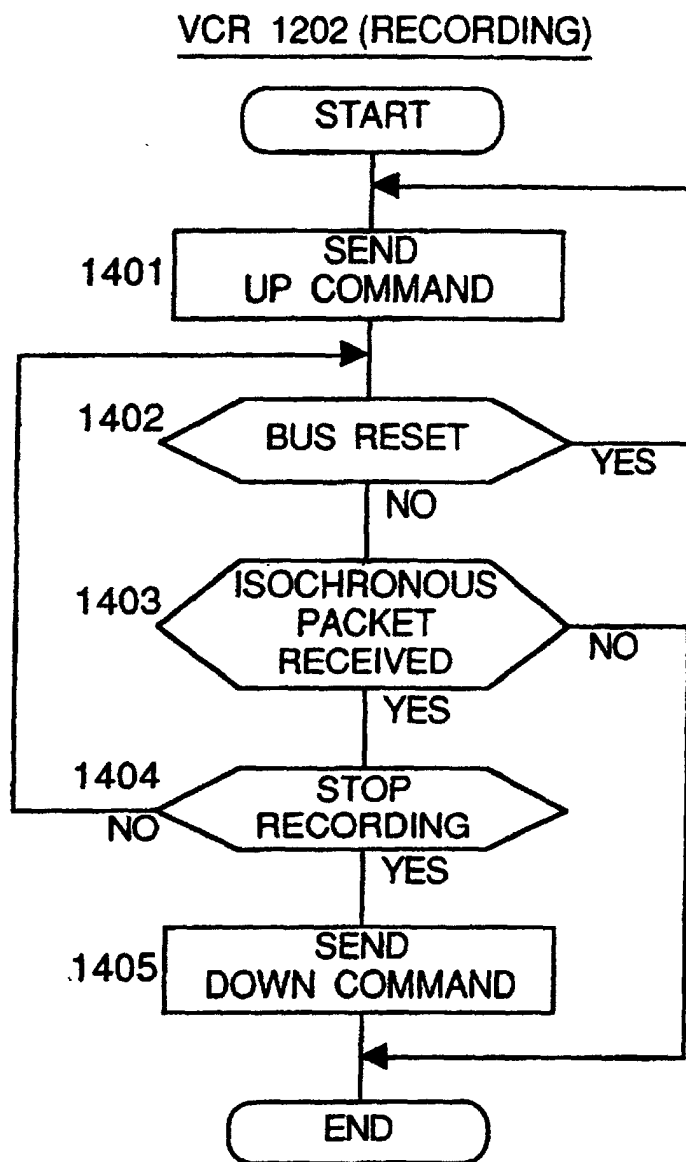 VCR 1202 (RECORDING)
START
1401
SEND
UP COMMAND
1402
BUS RESET
YES
NO
1403
ISOCHRONOUS
PACKET
RECEIVED
NO
YES
1404
STOP
RECORDING
NO
YES
1405
SEND
DOWN COMMAND
END